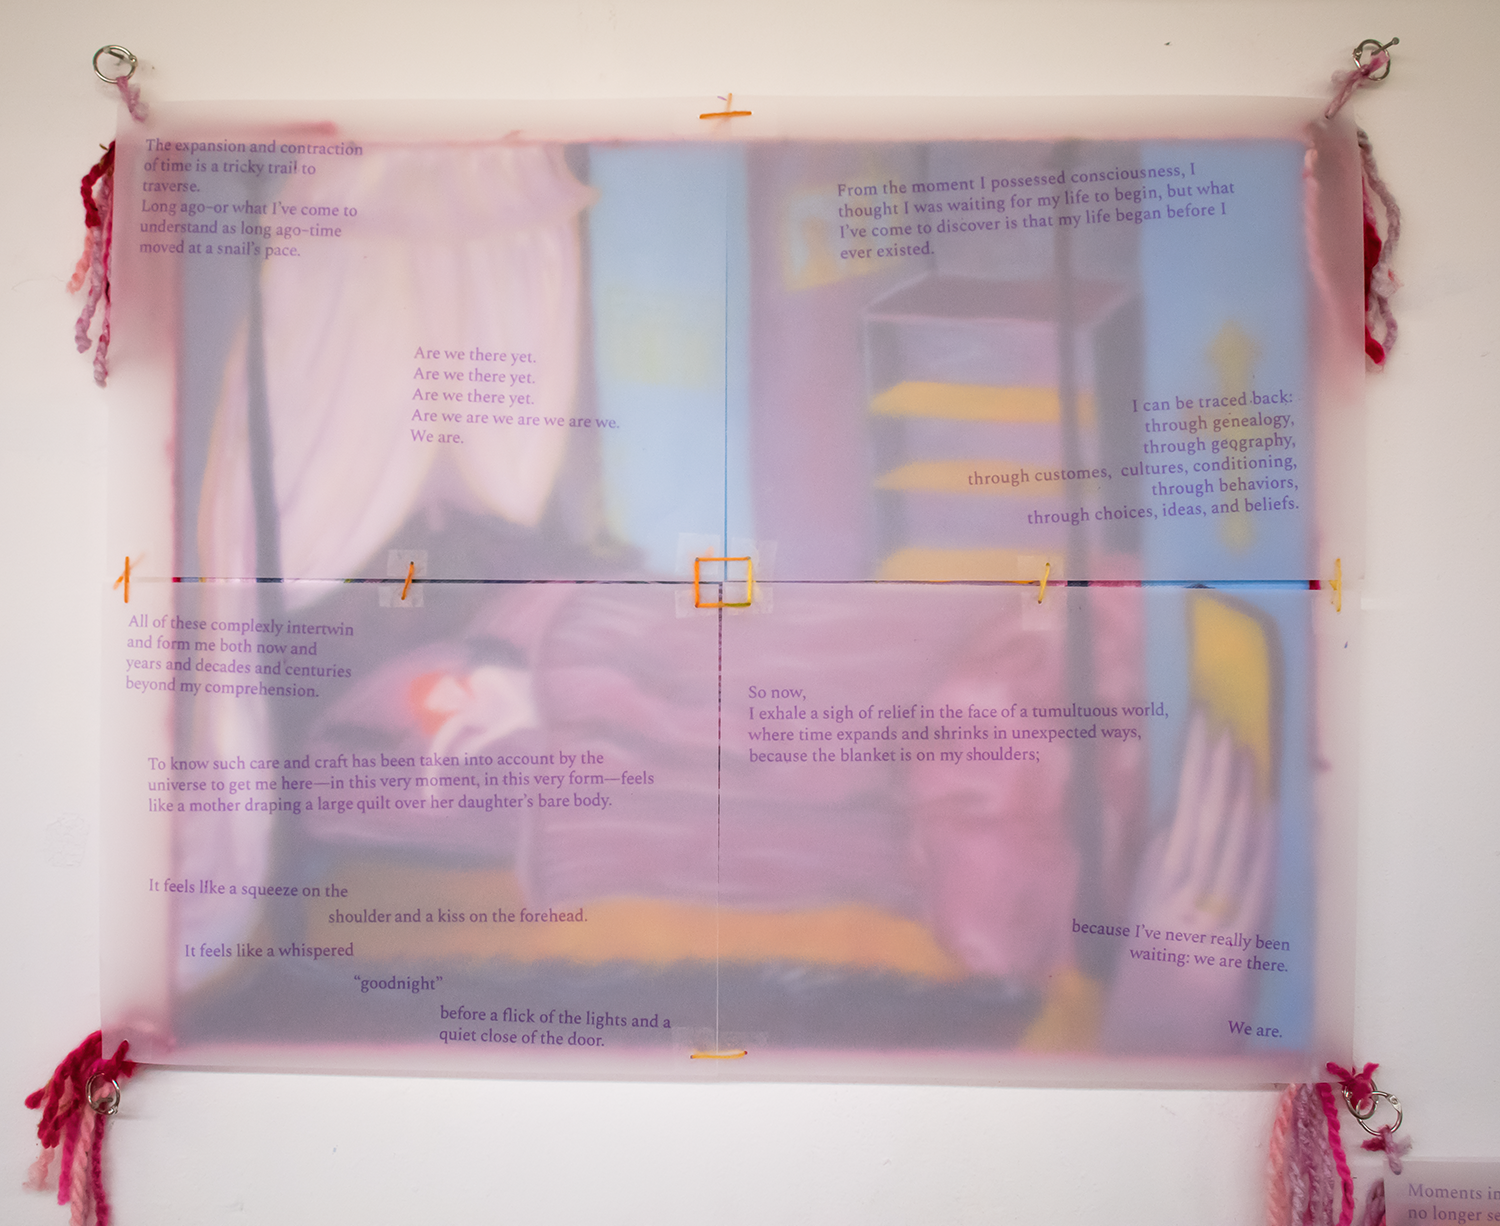 The expansion and contraction
of time is a tricky trail to
traverse.
Long ago–or what I've come to
understand as long ago–time
moved at a snail's pace.
Are we there yet.
Are we there yet.
Are we there yet.
Are we are we are we are we.
We are.
From the moment I possessed consciousness, I
thought I was waiting for my life to begin, but what
I've come to discover is that my life began before I
ever existed.
I can be traced back:
through genealogy,
through geography,
through customes, cultures, conditioning,
through behaviors,
through choices, ideas, and beliefs.
All of these complexly intertwin
and form me both now and
years and decades and centuries
beyond my comprehension.
To know such care and craft has been taken into account by the
universe to get me here—in this very moment, in this very form—feels
like a mother draping a large quilt over her daughter's bare body.
It feels like a squeeze on the
shoulder and a kiss on the forehead.
It feels like a whispered
“goodnight”
before a flick of the lights and a
quiet close of the door.
So now,
I exhale a sigh of relief in the face of a tumultuous world,
where time expands and shrinks in unexpected ways,
because the blanket is on my shoulders;
because I've never really been
waiting: we are there.
We are.
Moments in
no longer